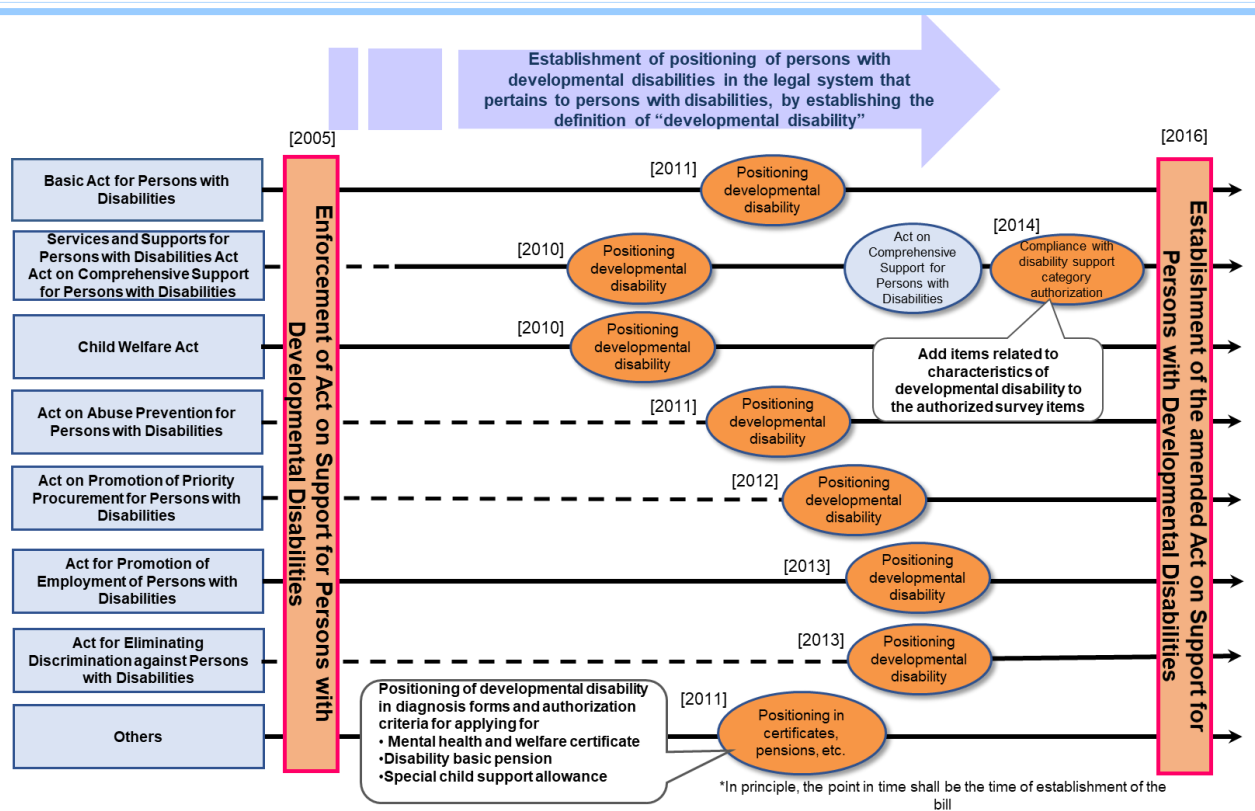 Establishment of positioning of persons with
developmental disabilities in the legal system that
pertains to persons with disabilities, by establishing the
definition of “developmental disability”
[2005]
[2016]
Enforcement of Act on Support for Persons with
Developmental Disabilities
Establishment of the amended Act on Support for
Persons with Developmental Disabilities
Basic Act for Persons with
Disabilities
[2011]
Positioning
developmental
disability
Services and Supports for
Persons with Disabilities Act
Act on Comprehensive Support
for Persons with Disabilities
[2010]
Positioning
developmental
disability
Act on
Comprehensive
Support for
Persons with
Disabilities
[2014]
Compliance with
disability support
category
authorization
Add items related to
characteristics of
developmental disability to
the authorized survey items
Child Welfare Act
[2010]
Positioning
developmental
disability
Act on Abuse Prevention for
Persons with Disabilities
[2011]
Positioning
developmental
disability
Act on Promotion of Priority
Procurement for Persons with
Disabilities
[2012]
Positioning
developmental
disability
Act for Promotion of
Employment of Persons with
Disabilities
[2013]
Positioning
developmental
disability
Act for Eliminating
Discrimination against Persons
with Disabilities
[2013]
Positioning
developmental
disability
Others
Positioning of developmental disability
in diagnosis forms and authorization
criteria for applying for
• Mental health and welfare certificate
•Disability basic pension
•Special child support allowance
[2011]
Positioning in
certificates,
pensions, etc.
*In principle, the point in time shall be the time of establishment of the
bill